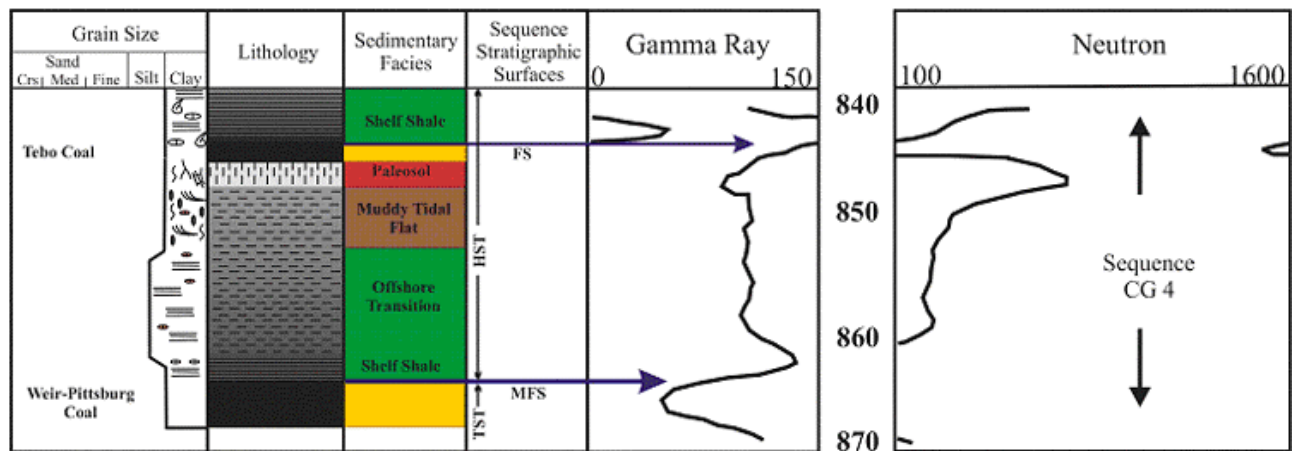 Grain Size
Sand
Crs Med Fine
Silt
Clay
Lithology
Sedimentary
Facies
Sequence
Stratigraphic
Surfaces
Gamma Ray
0
150
Neutron
100
1600
Tebo Coal
Weir-Pittsburg
Coal
Shelf Shale
Paleosol
Muddy Tidal
Flat
Offshore
Transition
Shelf Shale
FS
HST
MFS
TST
840
850
860
870
Sequence
CG 4